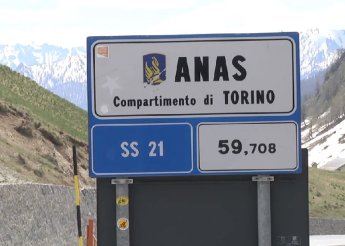 ANAS
Compartimento di TORINO
SS 21
59,708